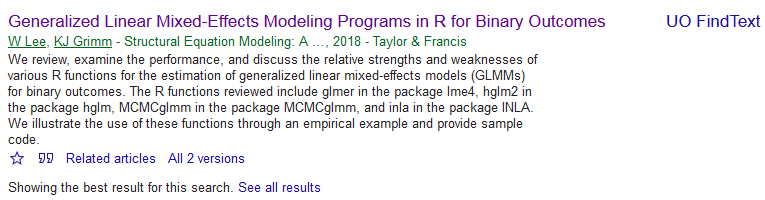 Generalized Linear Mixed-Effects Modeling Programs in R for Binary Outcomes UO FindText
W Lee, KJ Grimm - Structural Equation Modeling: A ..., 2018 - Taylor & Francis
We review, examine the performance, and discuss the relative strengths and weaknesses of
various R functions for the estimation of generalized linear mixed-effects models (GLMMs)
for binary outcomes. The R functions reviewed include glmer in the package lme4, hglm2 in
the package hglm, MCMCglmm in the package MCMCglmm, and inla in the package INLA.
We illustrate the use of these functions through an empirical example and provide sample
code.
Related articles All 2 versions
Showing the best result for this search. See all results